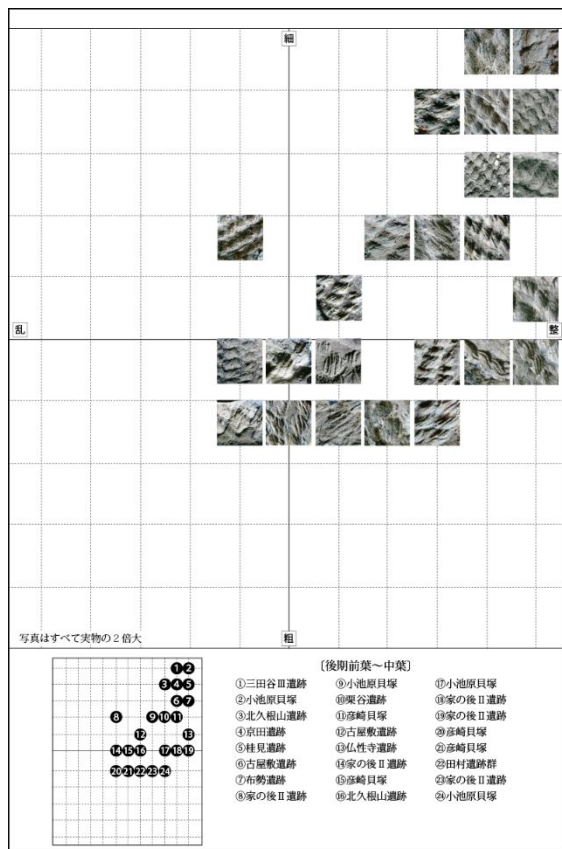 細
乱
整
粗
写真はすべて実物の2倍大
〔後期前葉～中葉〕
①三田谷Ⅲ遺跡
②小池原貝塚
③北久根山遺跡
④京田遺跡
⑤桂見遺跡
⑥古屋敷遺跡
⑦布勢遺跡
⑧家の後Ⅱ遺跡
⑨小池原貝塚
⑩栗谷遺跡
⑪彦崎貝塚
⑫古屋敷遺跡
⑬仏性寺遺跡
⑭家の後Ⅱ遺跡
⑮彦崎貝塚
⑯北久根山遺跡
⑰小池原貝塚
⑱家の後Ⅱ遺跡
⑲家の後Ⅱ遺跡
⑳彦崎貝塚
㉑彦崎貝塚
㉒田村遺跡群
㉓家の後Ⅱ遺跡
㉔小池原貝塚
❶❷
❸❹❺
❻❼
❽❾❿⓫
⓬⓭
⓮⓯⓰⓱⓲⓳
⓴㉑㉒㉓㉔